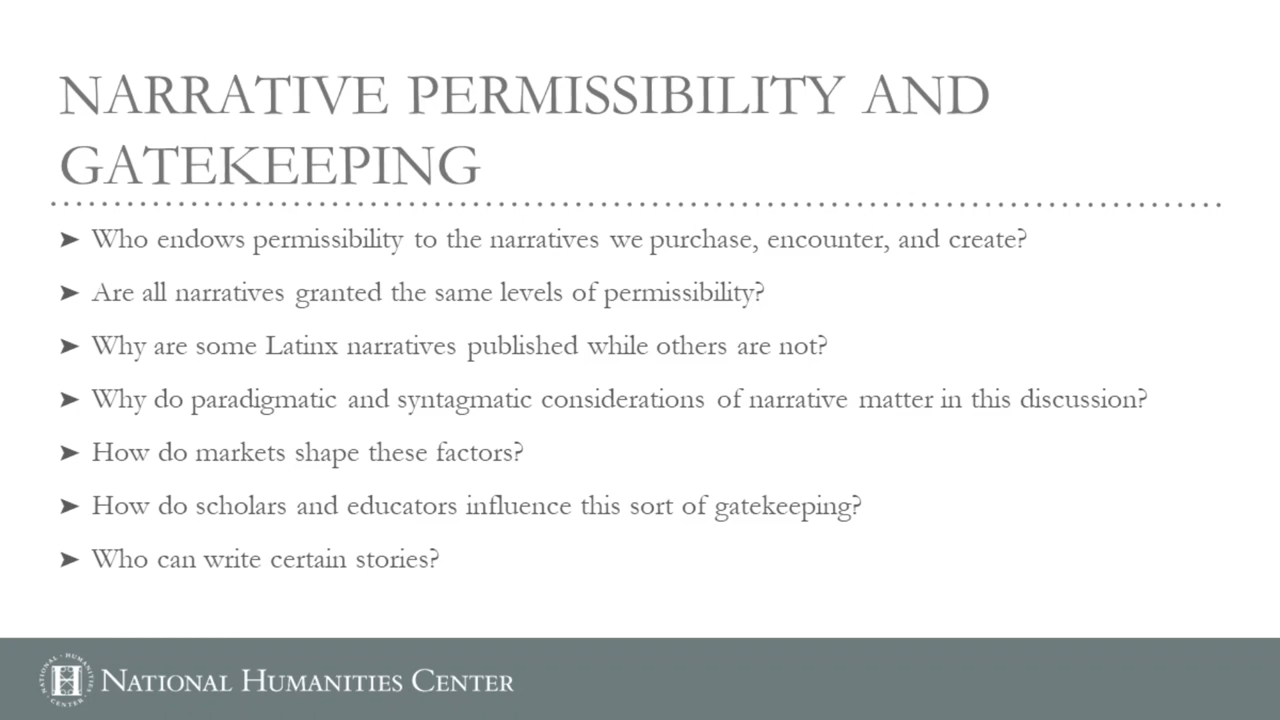 NARRATIVE PERMISSIBILITY AND
GATEKEEPING
➤ Who endows permissibility to the narratives we purchase, encounter, and create?
➤ Are all narratives granted the same levels of permissibility?
➤ Why are some Latinx narratives published while others are not?
➤ Why do paradigmatic and syntagmatic considerations of narrative matter in this discussion?
➤ How do markets shape these factors?
➤ How do scholars and educators influence this sort of gatekeeping?
➤ Who can write certain stories?
NATIONAL · HUMANITIES · CENTER ·
H
NATIONAL HUMANITIES CENTER